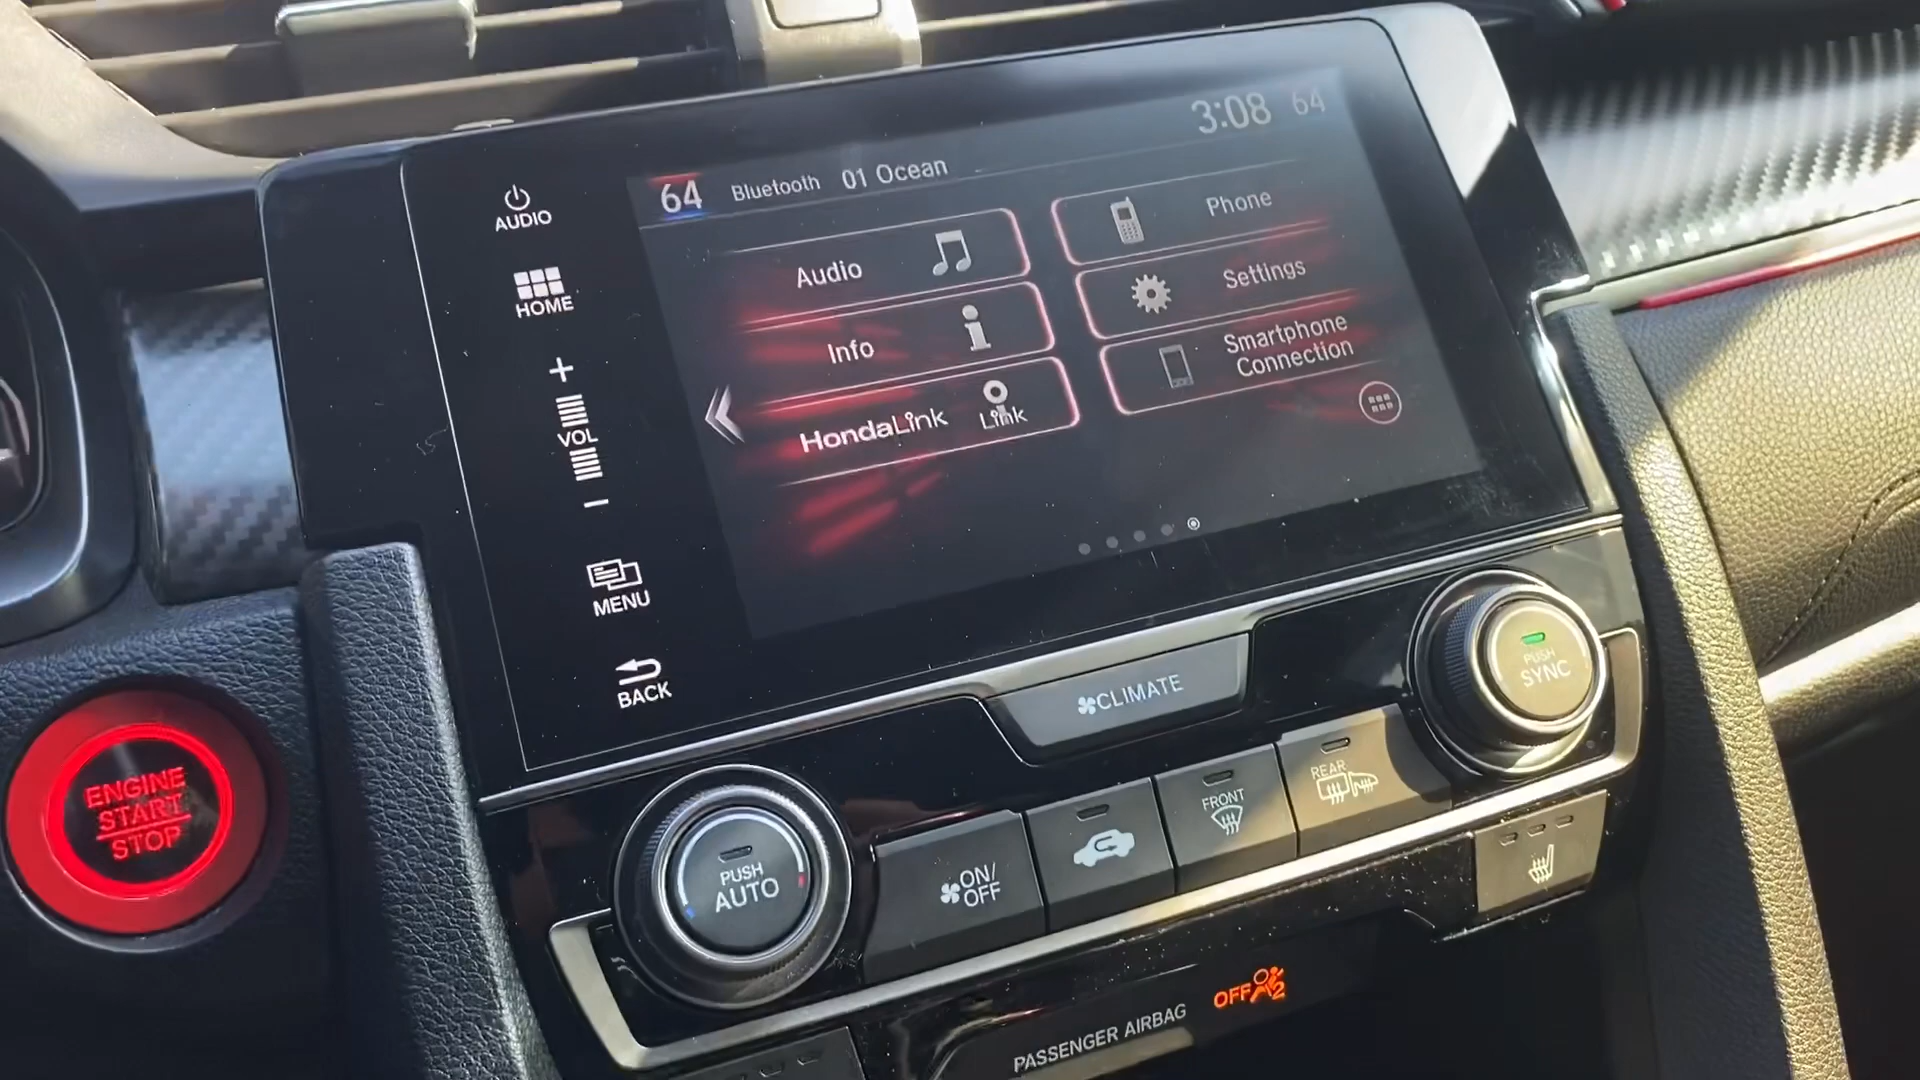 3:08 64
64 Bluetooth 01 Ocean
AUDIO
HOME
+
VOL
−
MENU
BACK
Audio
Info
HondaLink
Link
Phone
Settings
Smartphone
Connection
CLIMATE
PUSH
SYNC
ENGINE
START
STOP
PUSH
AUTO
ON/
OFF
FRONT
REAR
PASSENGER AIRBAG
OFF 2